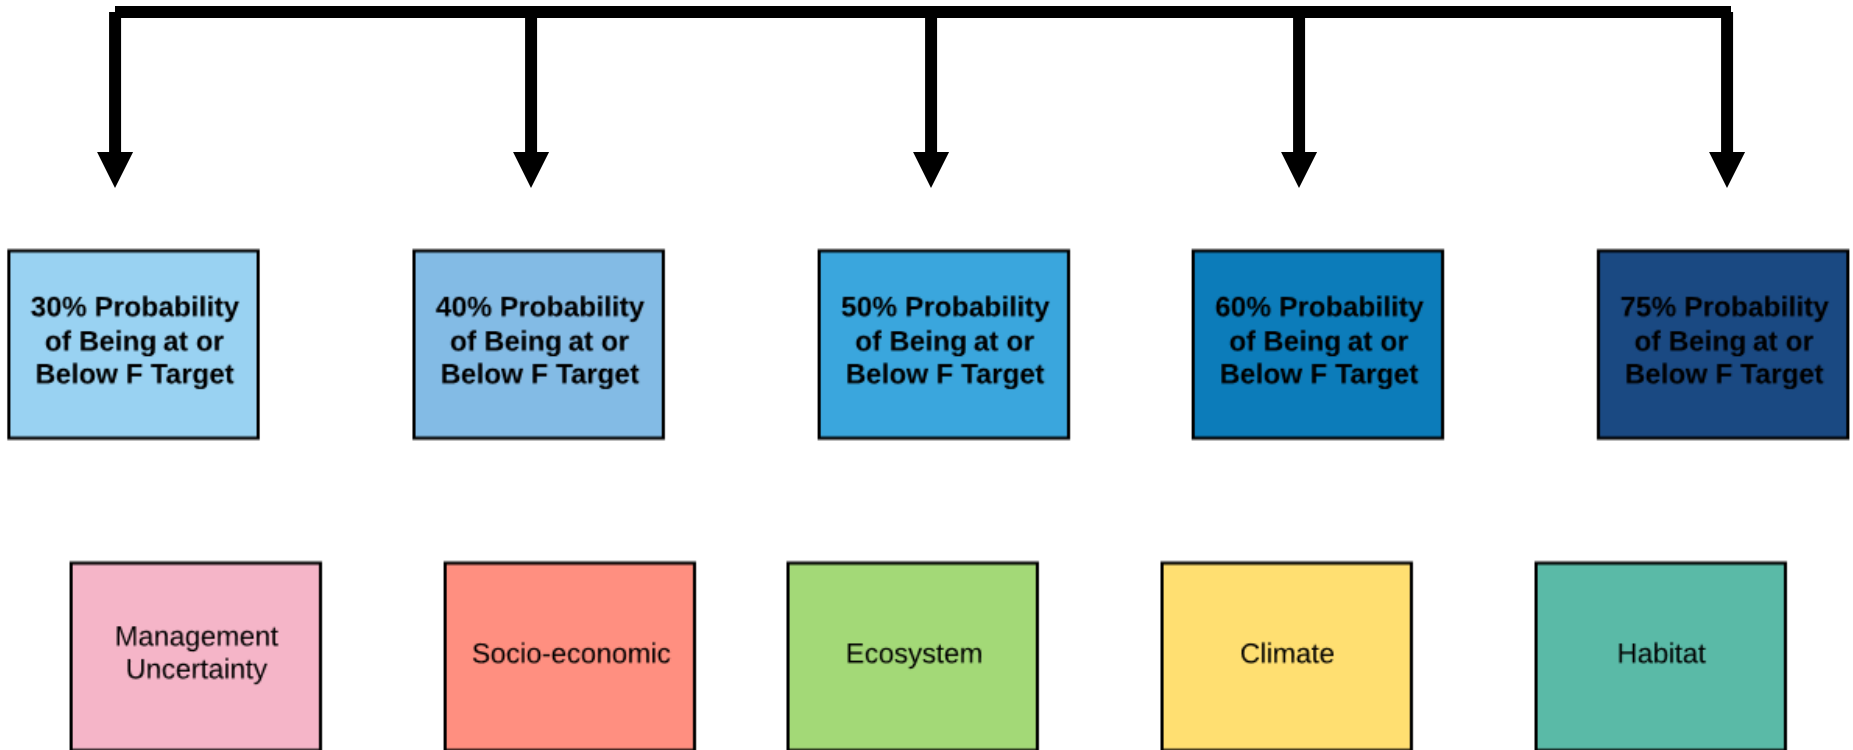 30% Probability
of Being at or
Below F Target
40% Probability
of Being at or
Below F Target
50% Probability
of Being at or
Below F Target
60% Probability
of Being at or
Below F Target
75% Probability
of Being at or
Below F Target
Management
Uncertainty
Socio-economic
Ecosystem
Climate
Habitat